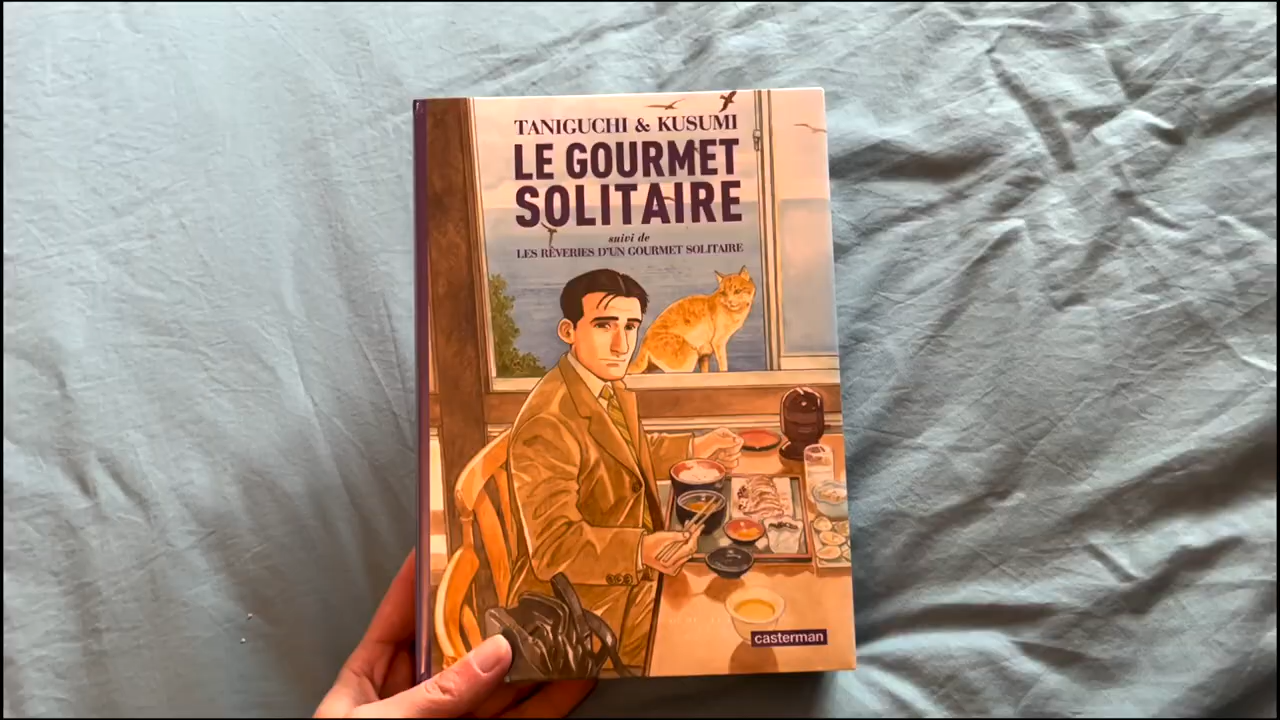 TANIGUCHI & KUSUMI
LE GOURMET
SOLITAIRE
suivi de
LES RÊVERIES D'UN GOURMET SOLITAIRE
casterman